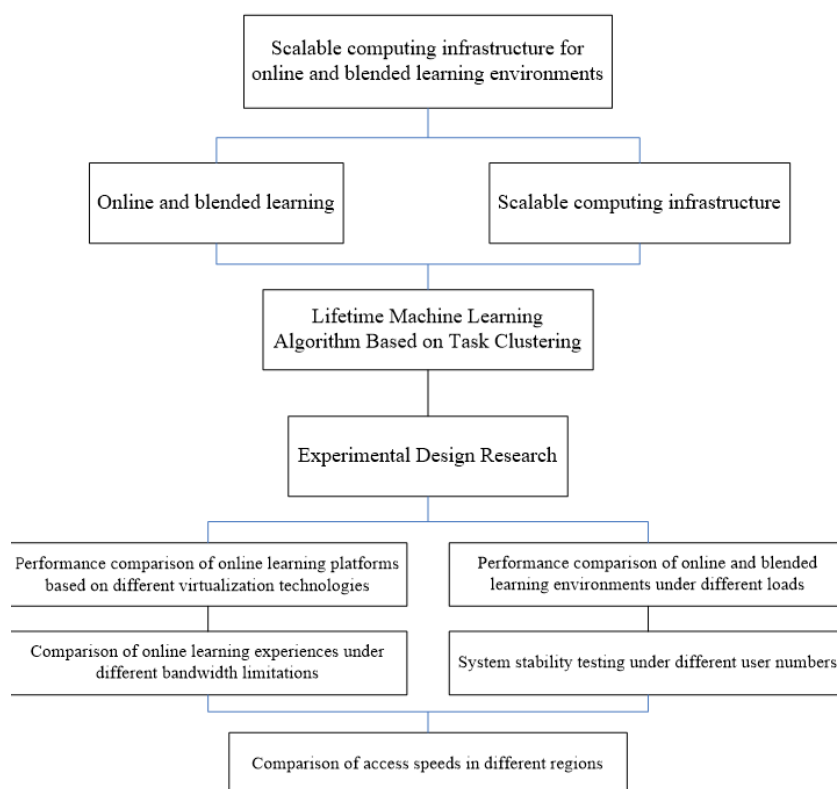 Scalable computing infrastructure for
online and blended learning environments
Online and blended learning
Scalable computing infrastructure
Lifetime Machine Learning
Algorithm Based on Task Clustering
Experimental Design Research
Performance comparison of online learning platforms
based on different virtualization technologies
Performance comparison of online and blended
learning environments under different loads
Comparison of online learning experiences under
different bandwidth limitations
System stability testing under different user numbers
Comparison of access speeds in different regions